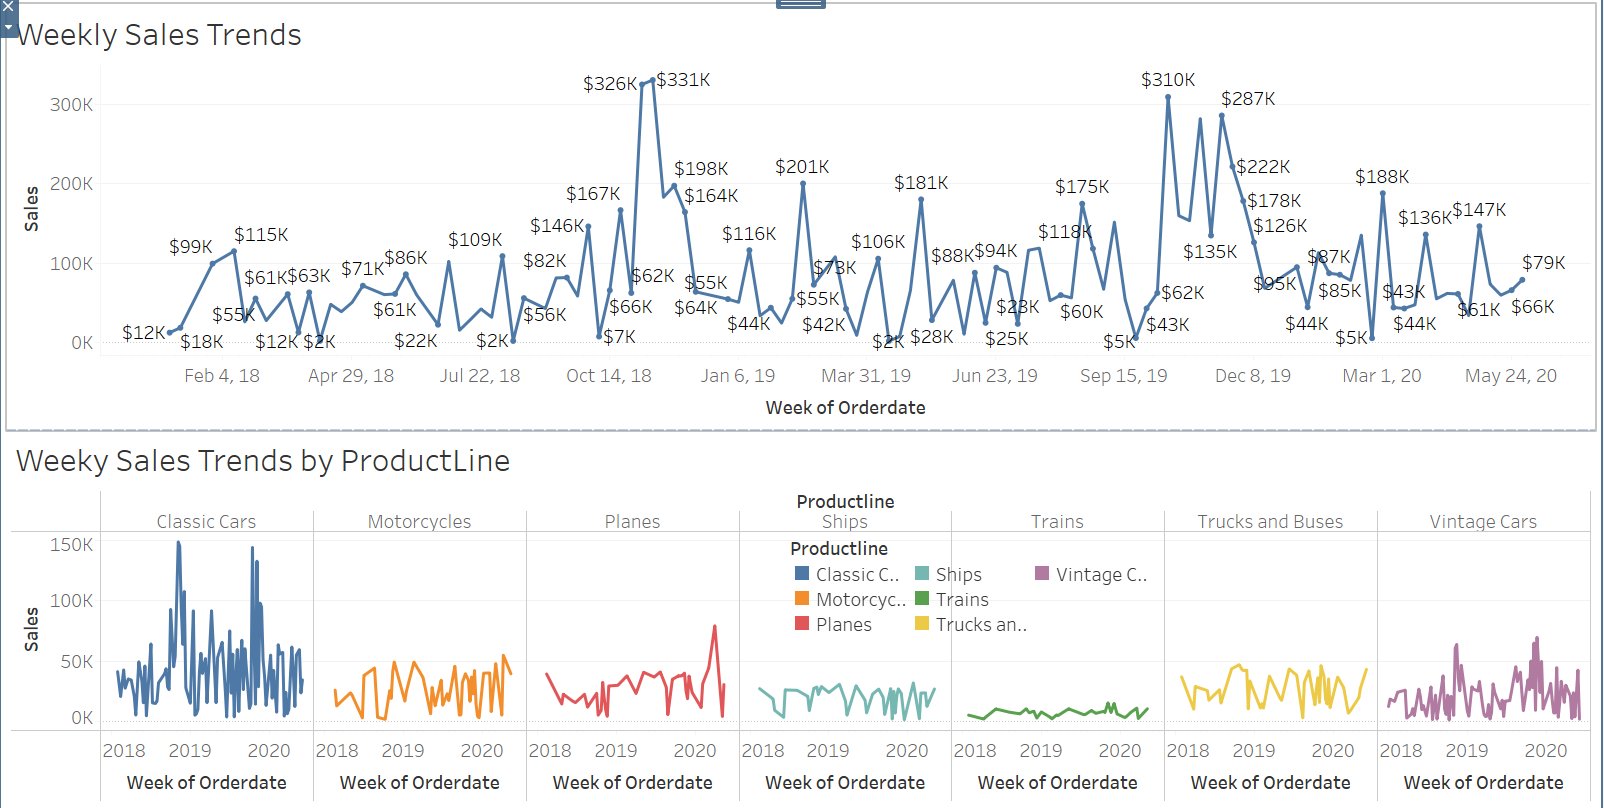 Weekly Sales Trends
$326K $331K $310K $287K
300K
$198K $201K $222K
200K
$167K $164K $181K $175K $178K $188K
$146K $126K $136K $147K
$99K $115K $109K $116K $106K $118K $135K
$61K $63K $71K $86K $82K $62K $55K $73K $88K $94K $95K $87K $79K
100K
$55K $61K $56K $66K $64K $55K $23K $60K $62K $85K $43K $61K $66K
$12K $18K $12K $2K $22K $2K $7K $44K $42K $2K $28K $25K $5K $43K $44K $5K $44K
0K
Sales
Feb 4, 18 Apr 29, 18 Jul 22, 18 Oct 14, 18 Jan 6, 19 Mar 31, 19 Jun 23, 19 Sep 15, 19 Dec 8, 19 Mar 1, 20 May 24, 20
Week of Orderdate
Weeky Sales Trends by ProductLine
Productline
Classic Cars Motorcycles Planes Ships Trains Trucks and Buses Vintage Cars
Productline
Classic C.. Ships Vintage C..
Motorcyc.. Trains
Planes Trucks an..
150K
100K
50K
0K
Sales
2018 2019 2020 2018 2019 2020 2018 2019 2020 2018 2019 2020 2018 2019 2020 2018 2019 2020 2018 2019 2020
Week of Orderdate Week of Orderdate Week of Orderdate Week of Orderdate Week of Orderdate Week of Orderdate Week of Orderdate